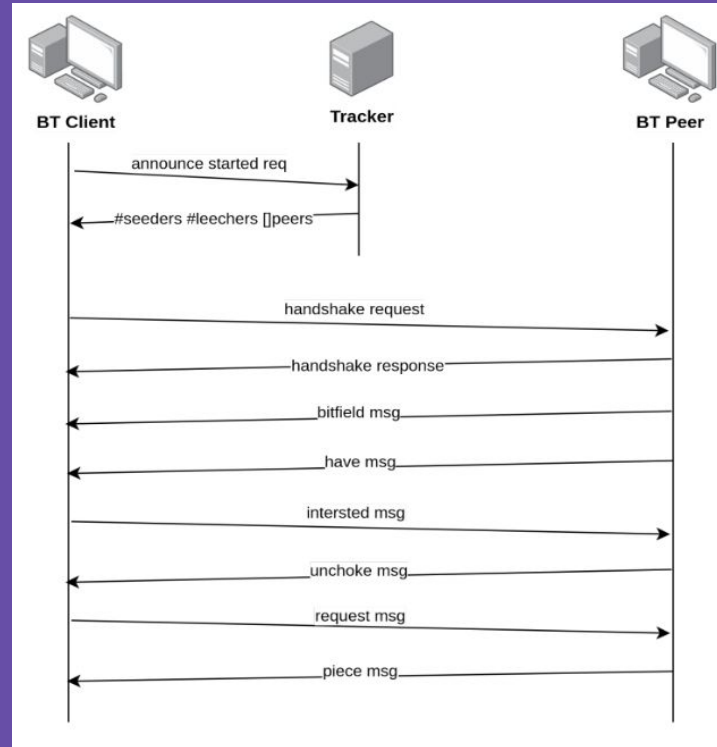 BT Client
Tracker
BT Peer
announce started req
#seeders #leechers []peers
handshake request
handshake response
bitfield msg
have msg
intersted msg
unchoke msg
request msg
piece msg